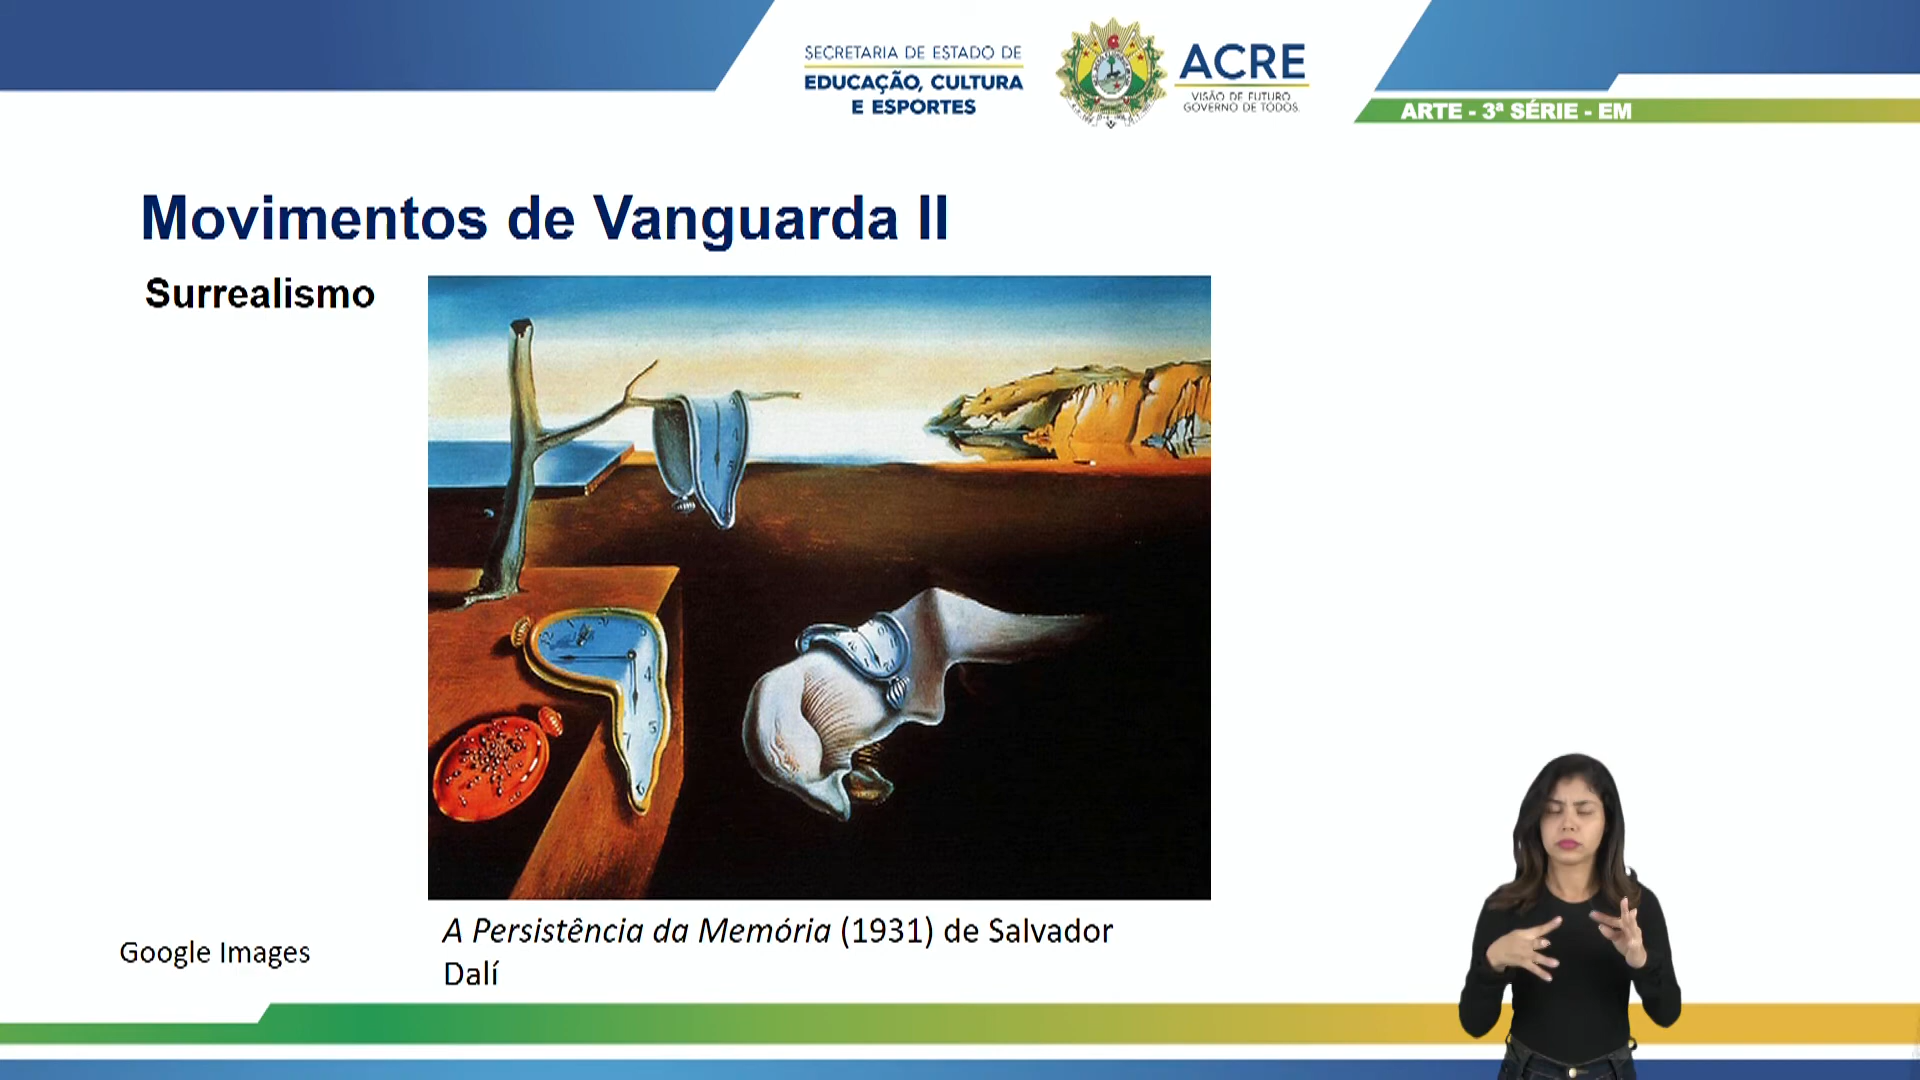 SECRETARIA DE ESTADO DE
EDUCAÇÃO, CULTURA
E ESPORTES
ACRE
VISÃO DE FUTURO
GOVERNO DE TODOS
ARTE - 3ª SÉRIE - EM
Movimentos de Vanguarda II
Surrealismo
A Persistência da Memória (1931) de Salvador
Dalí
Google Images